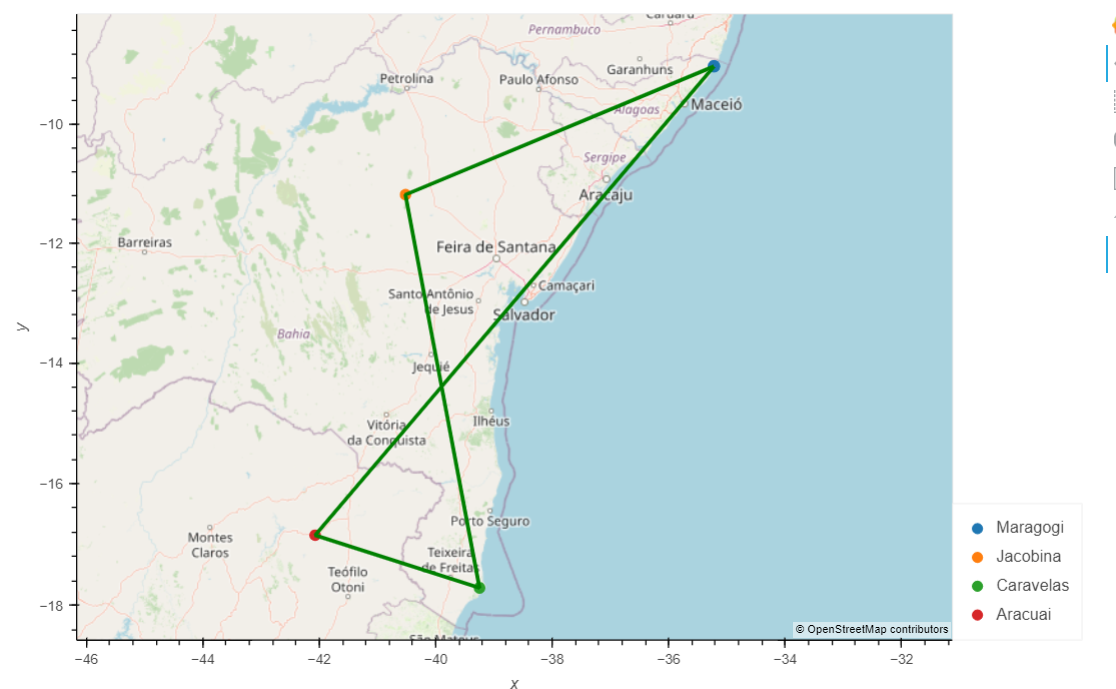 Caruaru
Pernambuco
Petrolina
Paulo Afonso
Garanhuns
Maceió
Alagoas
−10
Sergipe
Aracaju
−12
Barreiras
Feira de Santana
Camaçari
Santo Antônio
de Jesus
Salvador
Bahia
−14
Jequié
Ilhéus
Vitória
da Conquista
−16
Porto Seguro
Montes
Claros
Teixeira
de Freitas
Teófilo
Otoni
−18
São Mateus
© OpenStreetMap contributors
−46
−44
−42
−40
−38
−36
−34
−32
x
y
Maragogi
Jacobina
Caravelas
Aracuai